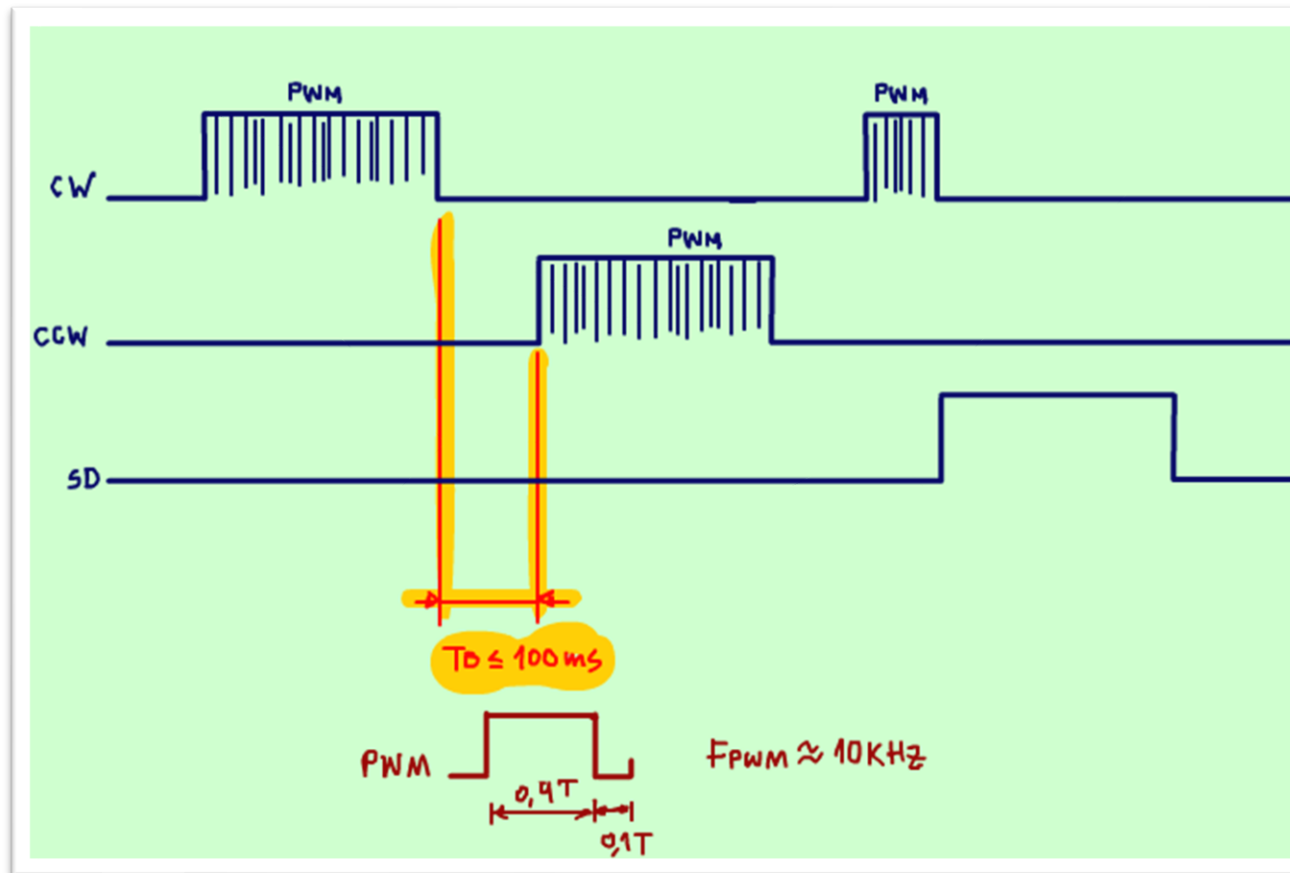 PWM
PWM
CW
PWM
CCW
SD
TD ≤ 100 ms
PWM
FPWM ≈ 10KHZ
0,9T
0,1T